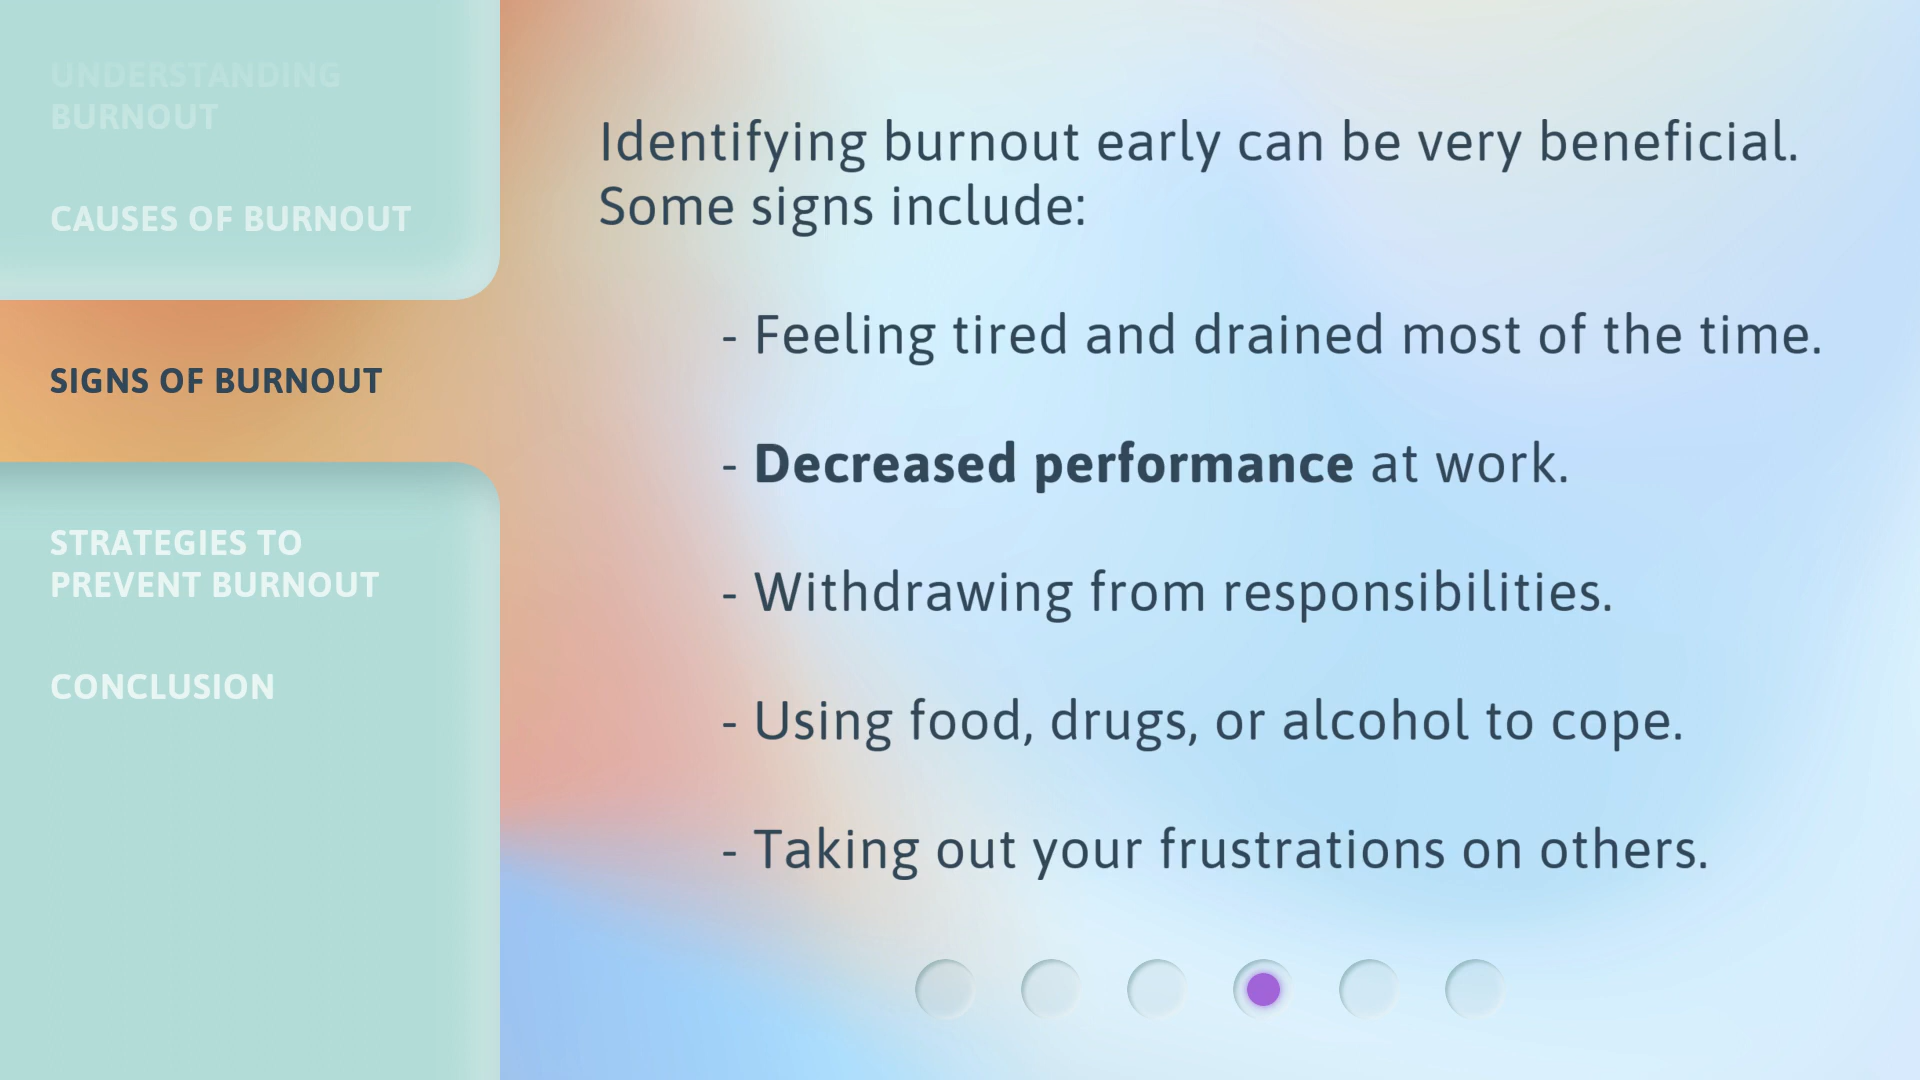 UNDERSTANDING
BURNOUT
CAUSES OF BURNOUT
SIGNS OF BURNOUT
STRATEGIES TO
PREVENT BURNOUT
CONCLUSION
Identifying burnout early can be very beneficial.
Some signs include:
- Feeling tired and drained most of the time.
- Decreased performance at work.
- Withdrawing from responsibilities.
- Using food, drugs, or alcohol to cope.
- Taking out your frustrations on others.